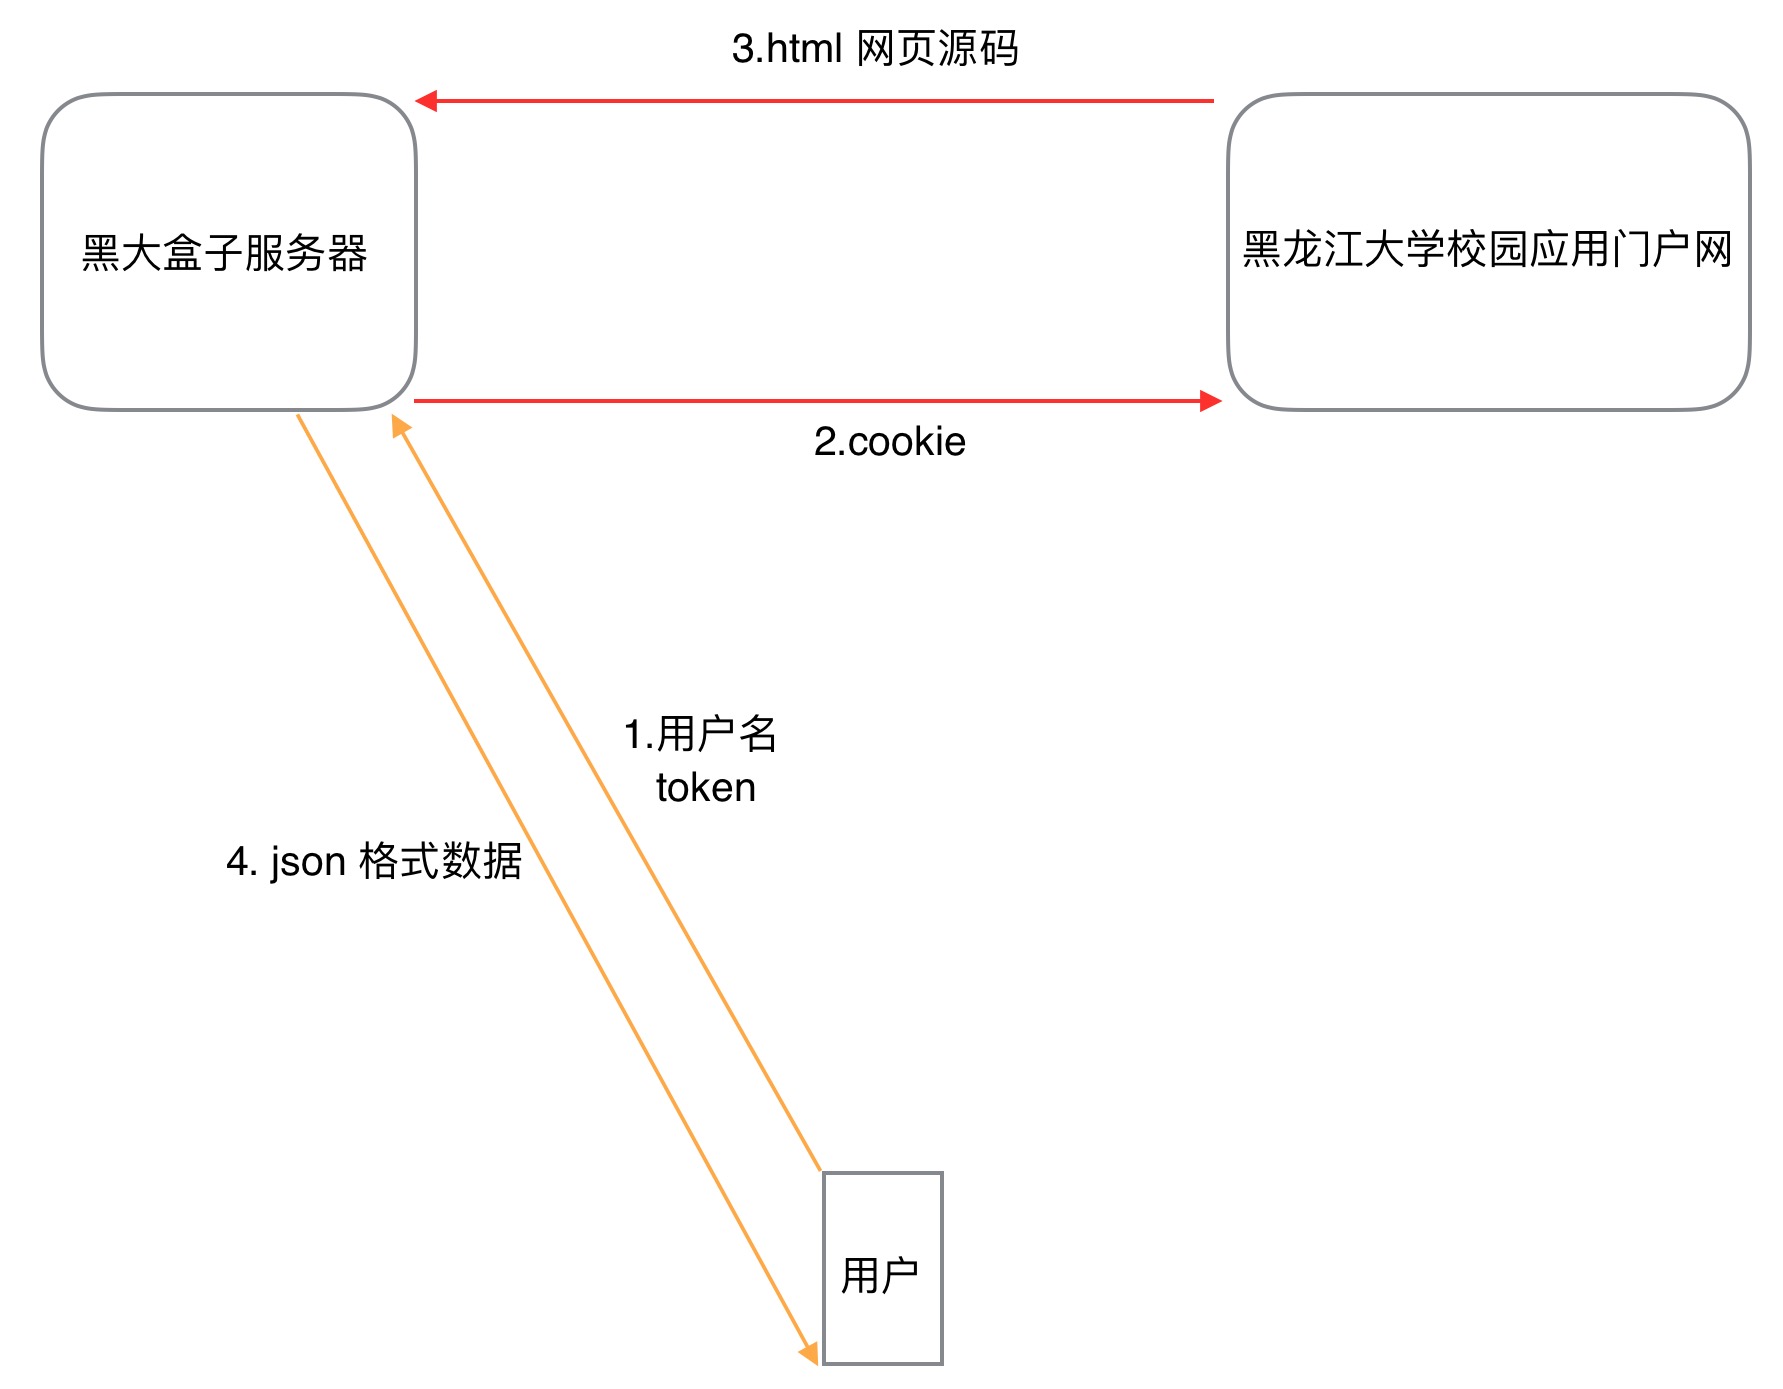 3.html 网页源码
黑大盒子服务器
黑龙江大学校园应用门户网
2.cookie
1.用户名
token
4. json 格式数据
用户